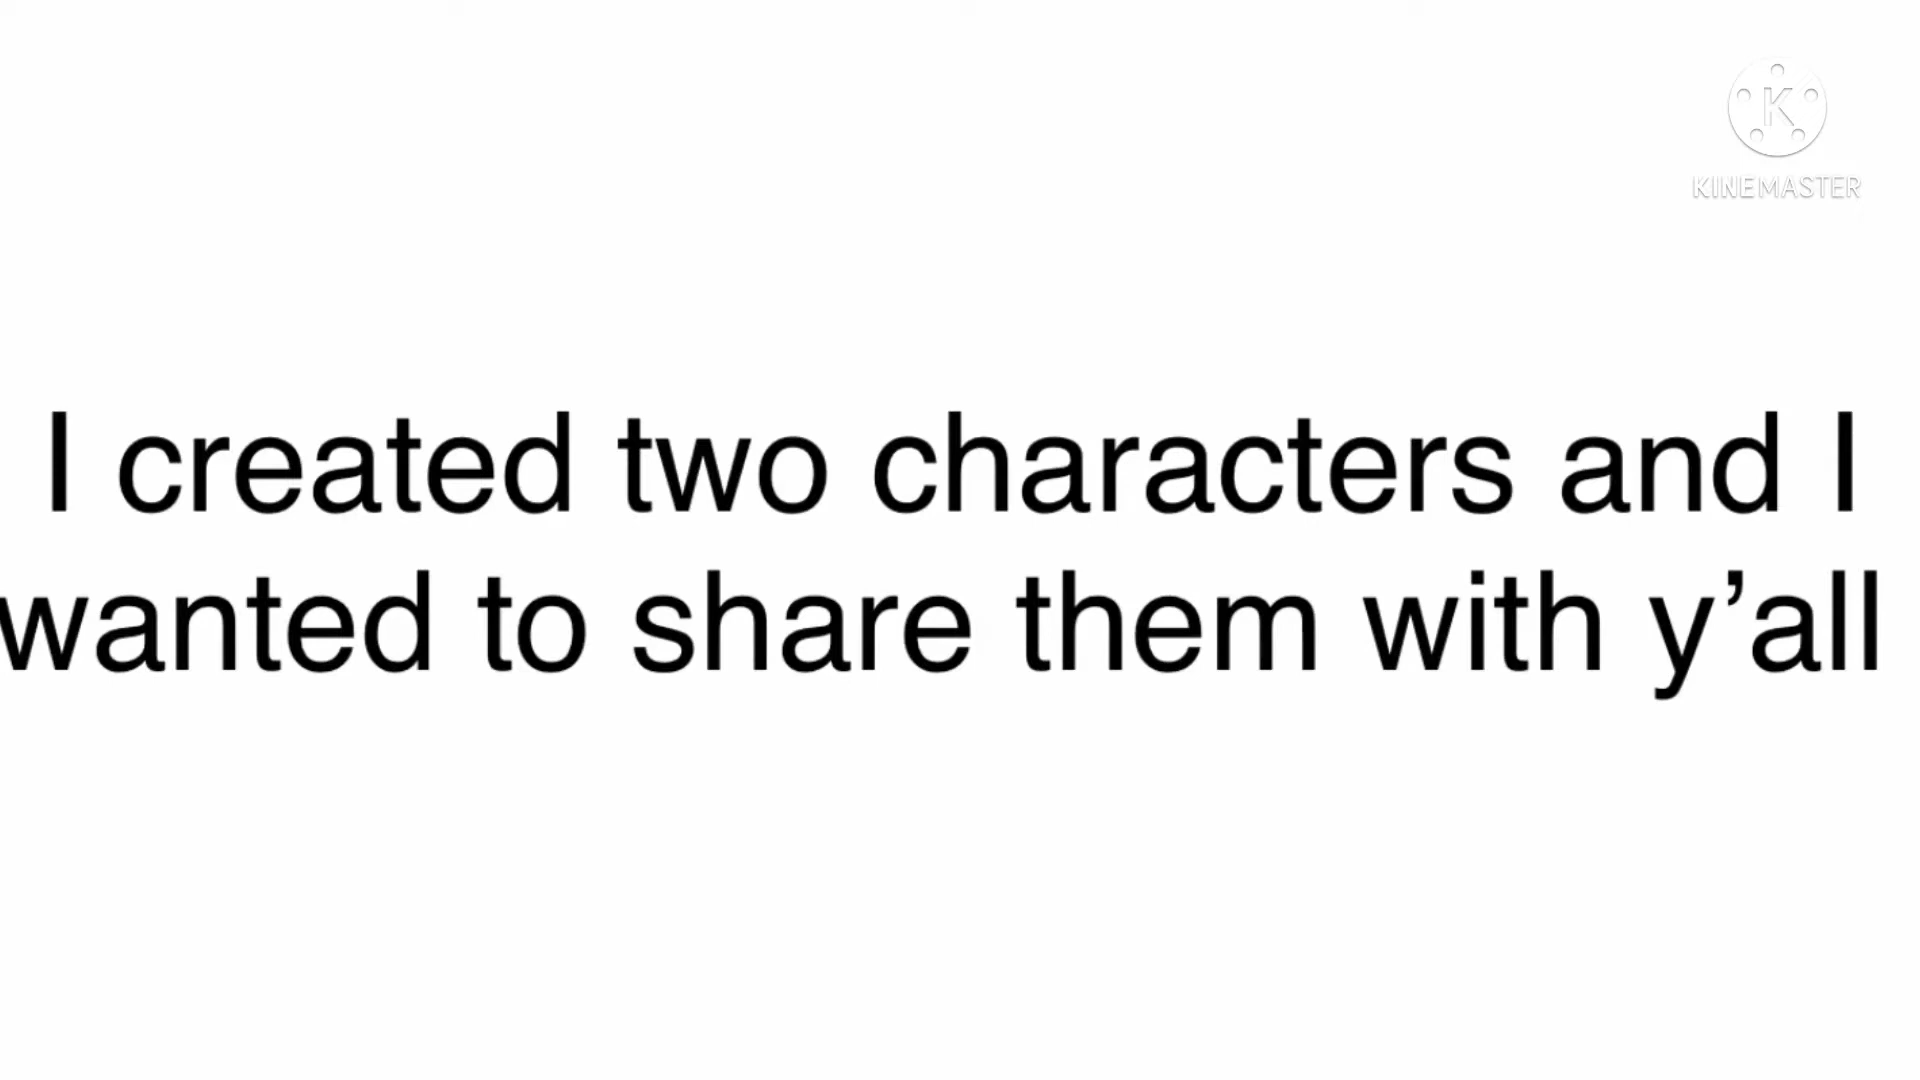 K
KINEMASTER
I created two characters and I
wanted to share them with y’all